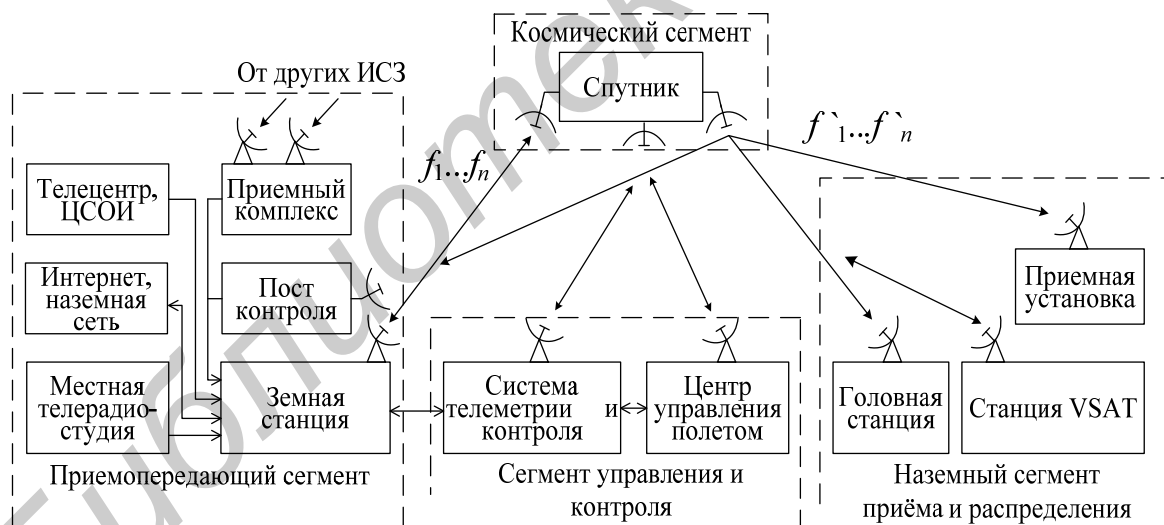 Космический сегмент
Спутник
От других ИСЗ
f1...fn
f`1...f`n
Телецентр,
ЦСОИ
Приемный
комплекс
Интернет,
наземная
сеть
Пост
контроля
Местная
телерадио-
студия
Земная
станция
Приемопередающий сегмент
Система
телеметрии и
контроля
Центр
управления
полетом
Сегмент управления и
контроля
Приемная
установка
Головная
станция
Станция VSAT
Наземный сегмент
приёма и распределения
Библиотек